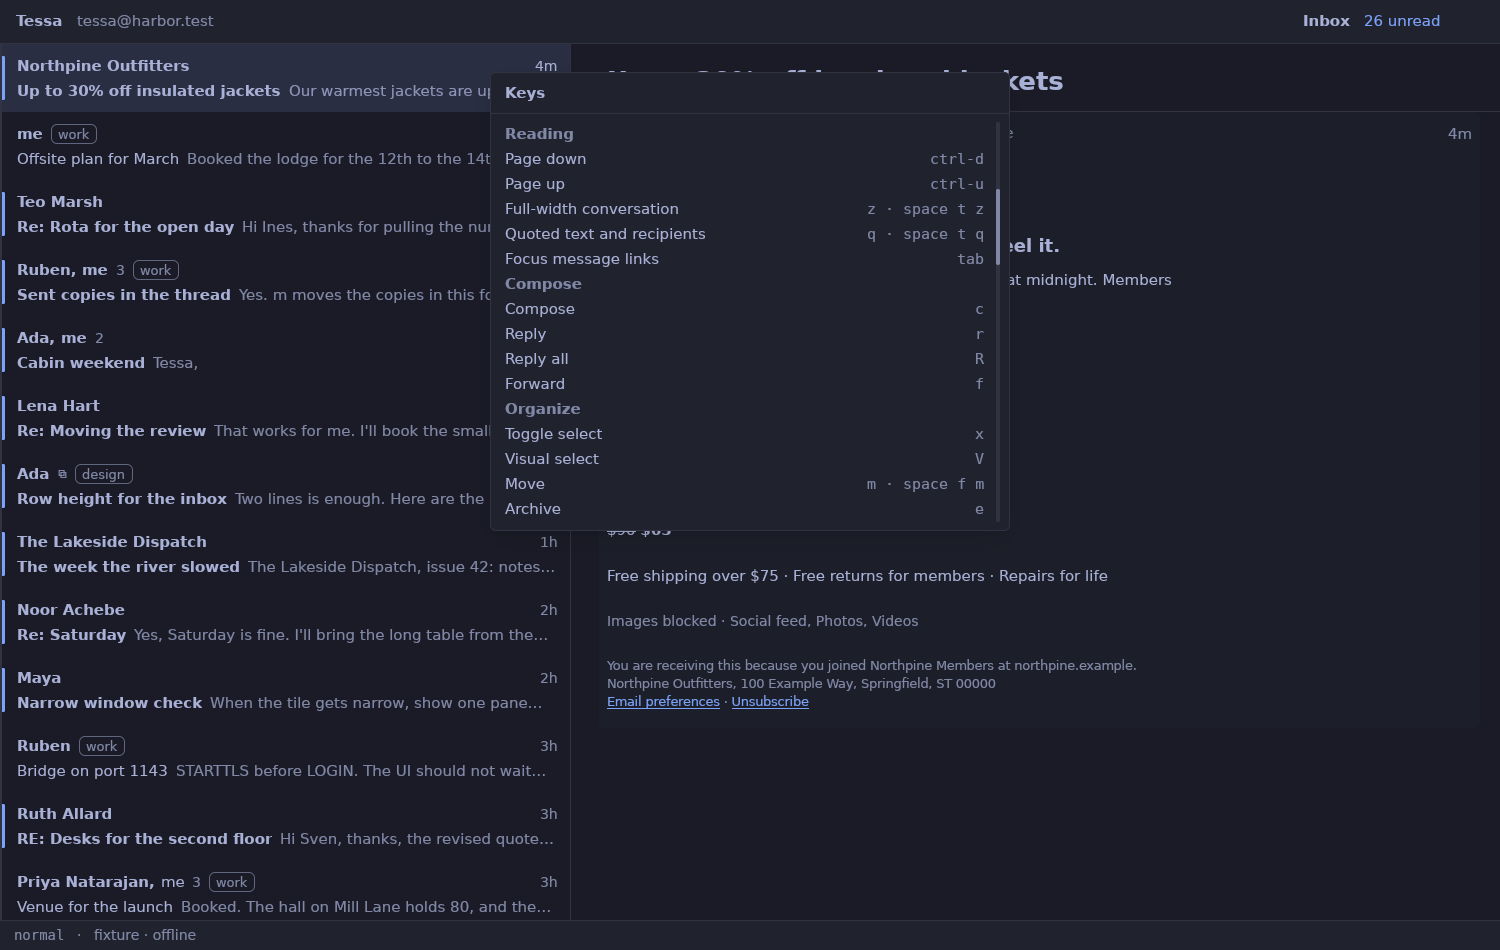 Tessa tessa@harbor.test
Inbox 26 unread
Northpine Outfitters 4m
Up to 30% off insulated jackets Our warmest jackets are up
me work
Offsite plan for March Booked the lodge for the 12th to the 14t
Teo Marsh
Re: Rota for the open day Hi Ines, thanks for pulling the nu
Ruben, me 3 work
Sent copies in the thread Yes. m moves the copies in this fo
Ada, me 2
Cabin weekend Tessa,
Lena Hart
Re: Moving the review That works for me. I'll book the small
Ada design
Row height for the inbox Two lines is enough. Here are the
The Lakeside Dispatch 1h
The week the river slowed The Lakeside Dispatch, issue 42: notes…
Noor Achebe 2h
Re: Saturday Yes, Saturday is fine. I'll bring the long table from the…
Maya 2h
Narrow window check When the tile gets narrow, show one pane…
Ruben work 3h
Bridge on port 1143 STARTTLS before LOGIN. The UI should not wait…
Ruth Allard 3h
RE: Desks for the second floor Hi Sven, thanks, the revised quote…
Priya Natarajan, me 3 work 3h
Venue for the launch Booked. The hall on Mill Lane holds 80, and the…
Keys
Reading
Page down ctrl-d
Page up ctrl-u
Full-width conversation z · space t z
Quoted text and recipients q · space t q
Focus message links tab
Compose
Compose c
Reply r
Reply all R
Forward f
Organize
Toggle select x
Visual select V
Move m · space f m
Archive e
kets
4m
eel it.
at midnight. Members
Free shipping over $75 · Free returns for members · Repairs for life
Images blocked · Social feed, Photos, Videos
You are receiving this because you joined Northpine Members at northpine.example.
Northpine Outfitters, 100 Example Way, Springfield, ST 00000
Email preferences · Unsubscribe
normal · fixture · offline